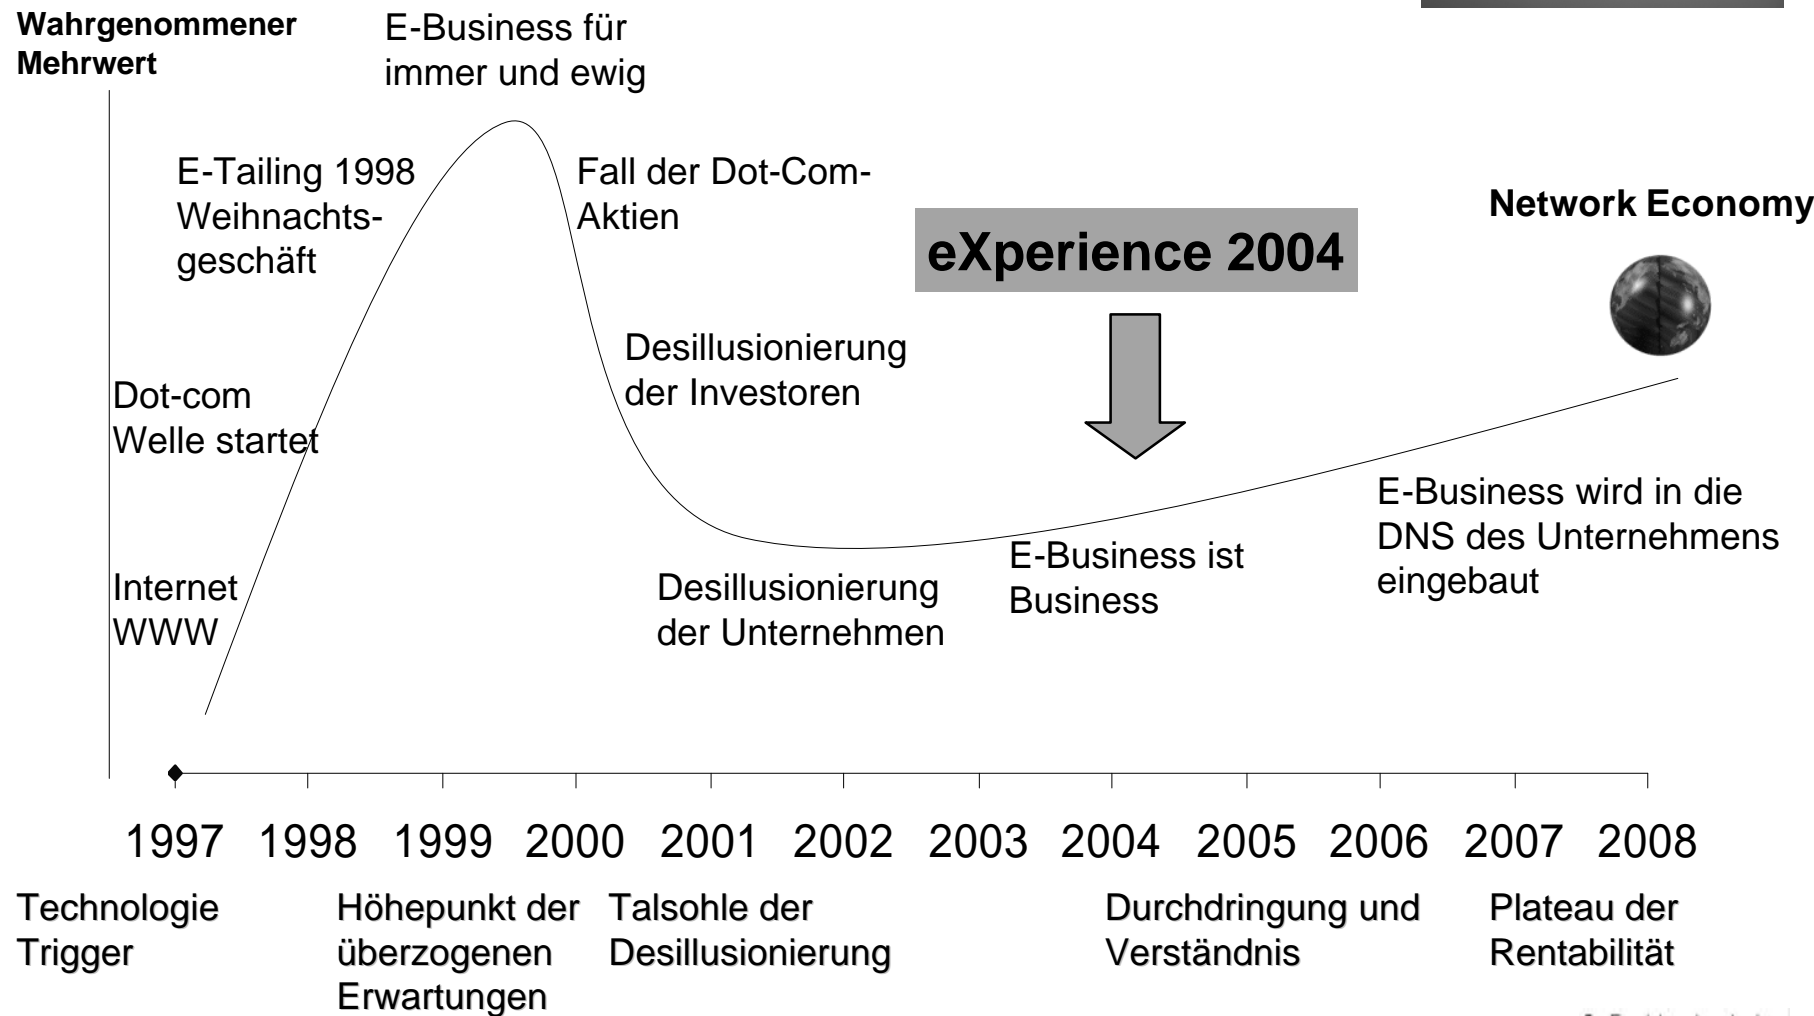 Wahrgenommener
Mehrwert
E-Business für
immer und ewig
E-Tailing 1998
Weihnachts-
geschäft
Fall der Dot-Com-
Aktien
eXperience 2004
Network Economy
Desillusionierung
der Investoren
Dot-com
Welle startet
E-Business wird in die
DNS des Unternehmens
eingebaut
E-Business ist
Business
Internet
WWW
Desillusionierung
der Unternehmen
1997 1998 1999 2000 2001 2002 2003 2004 2005 2006 2007 2008
Technologie
Trigger
Höhepunkt der
überzogenen
Erwartungen
Talsohle der
Desillusionierung
Durchdringung und
Verständnis
Plateau der
Rentabilität